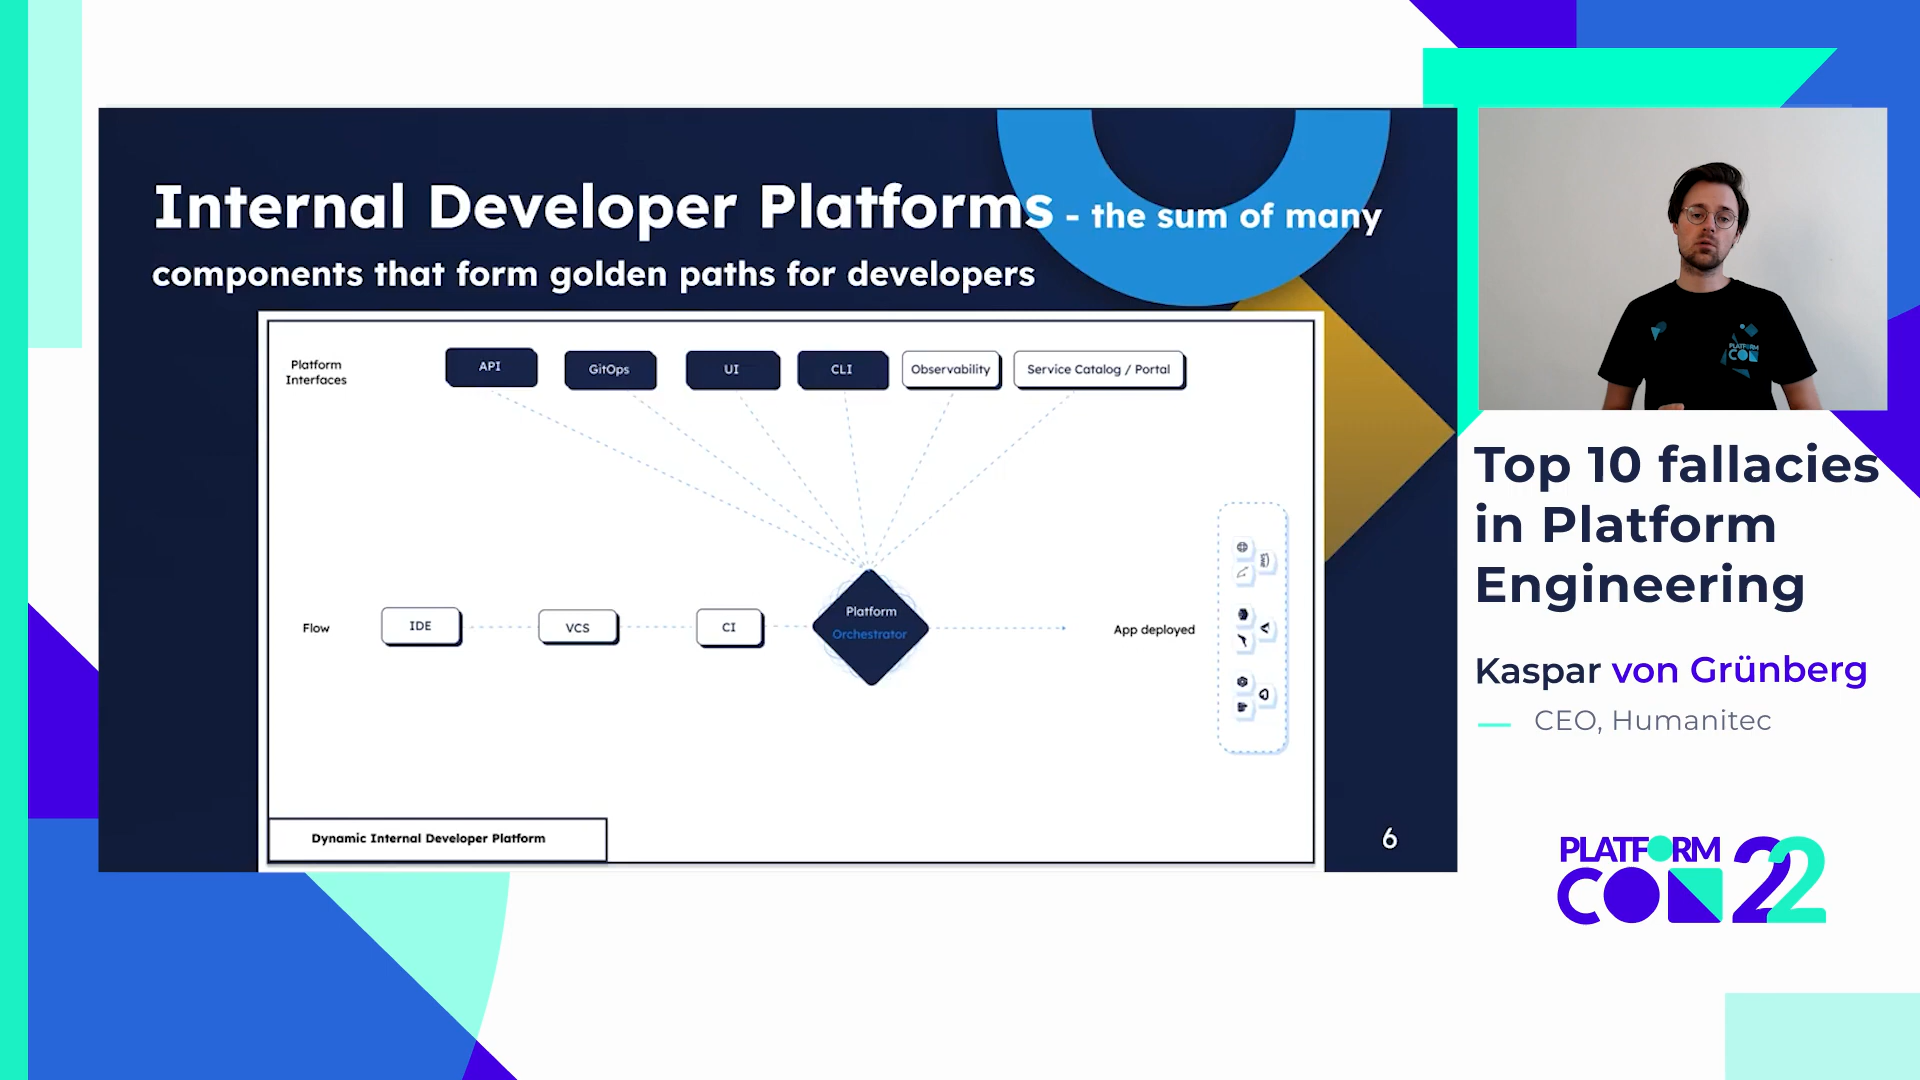 Internal Developer Platforms - the sum of many
components that form golden paths for developers
Platform
Interfaces
API
GitOps
UI
CLI
Observability
Service Catalog / Portal
Flow
IDE
VCS
CI
Platform
Orchestrator
App deployed
Dynamic Internal Developer Platform
6
PLATFORM
CON
Top 10 fallacies
in Platform
Engineering
Kaspar von Grünberg
CEO, Humanitec
PLATFORM
CON 22